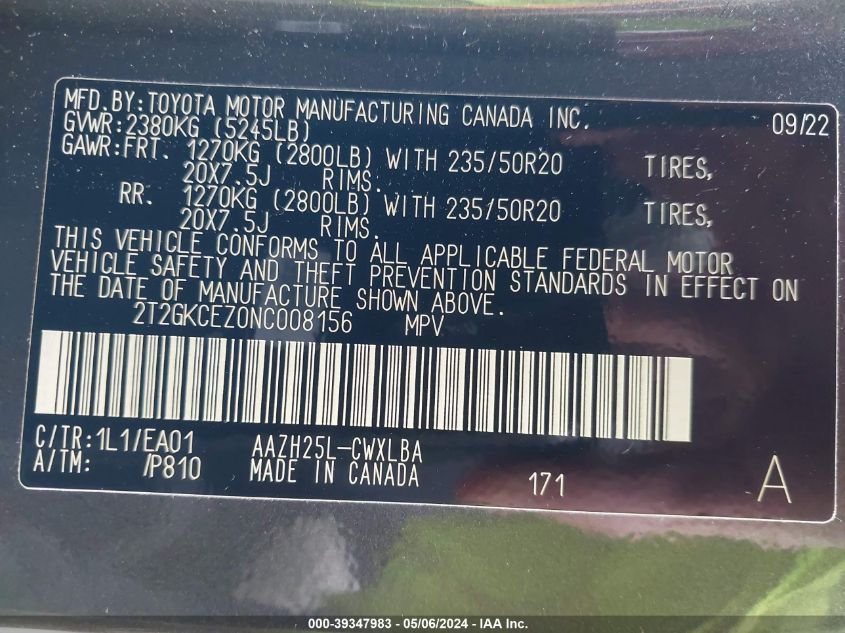 MFD.BY:TOYOTA MOTOR MANUFACTURING CANADA INC. 09/22
GVWR:2380KG (5245LB)
GAWR:FRT. 1270KG (2800LB) WITH 235/50R20 TIRES,
20X7.5J RIMS.
RR. 1270KG (2800LB) WITH 235/50R20 TIRES,
20X7.5J RIMS.
THIS VEHICLE CONFORMS TO ALL APPLICABLE FEDERAL MOTOR
VEHICLE SAFETY AND THEFT PREVENTION STANDARDS IN EFFECT ON
THE DATE OF MANUFACTURE SHOWN ABOVE.
2T2GKCEZ0NC008156 MPV
C/TR:1L1/EA01 AAZH25L-CWXLBA
A/TM: /P810 MADE IN CANADA 171 A
000-39347983 - 05/06/2024 - IAA Inc.